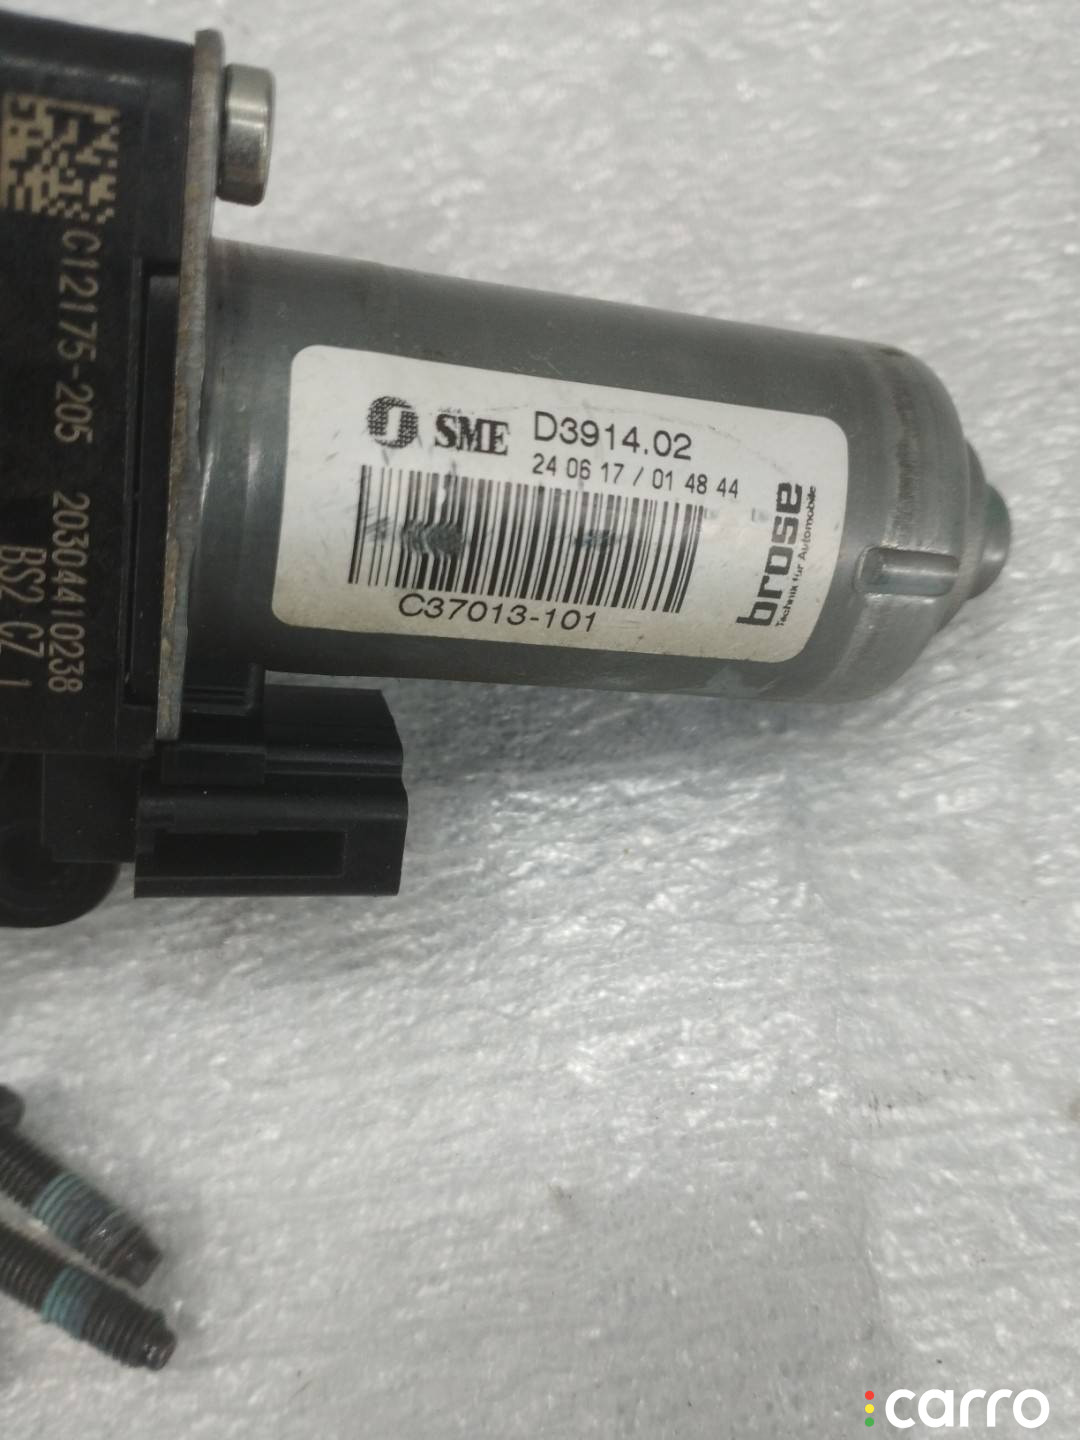 C12175-205 203044I0238
BS2 CZ 1
SME D3914.02
24 06 17 / 01 48 44
C37013-101
brose
Technik für Automobile
carro